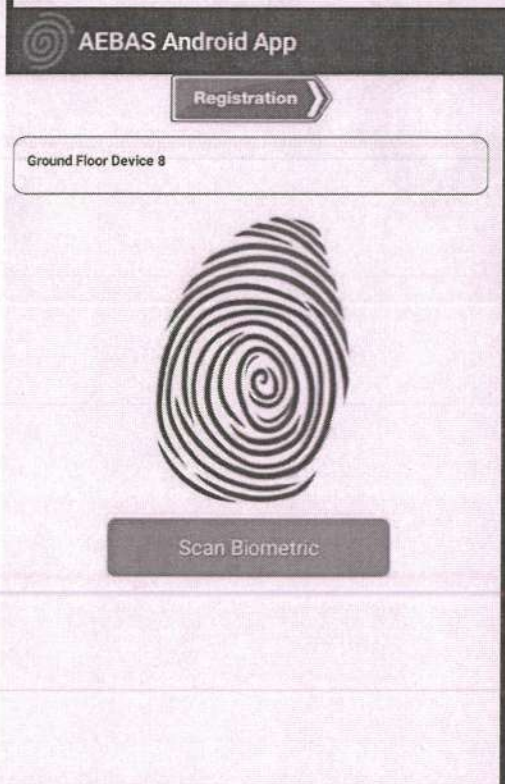 AEBAS Android App
Registration
Ground Floor Device 8
Scan Biometric